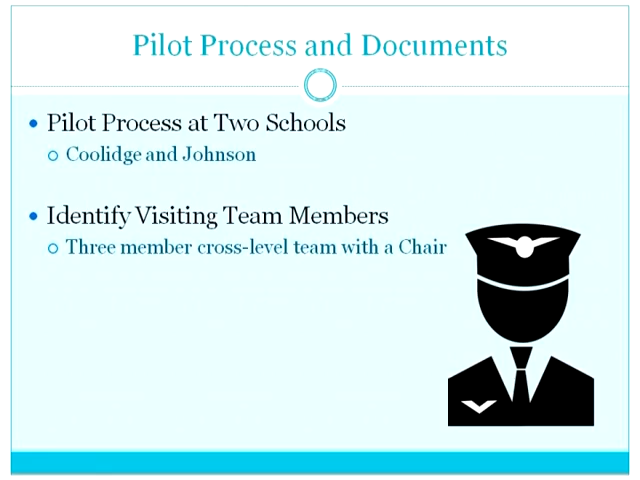 Pilot Process and Documents
Pilot Process at Two Schools
Coolidge and Johnson
Identify Visiting Team Members
Three member cross-level team with a Chair